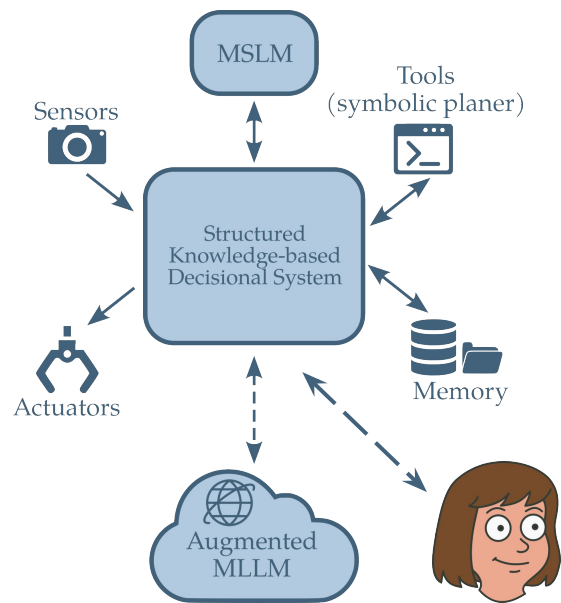 MSLM
Tools
(symbolic planer)
Sensors
Structured
Knowledge-based
Decisional System
Actuators
Memory
Augmented
MLLM